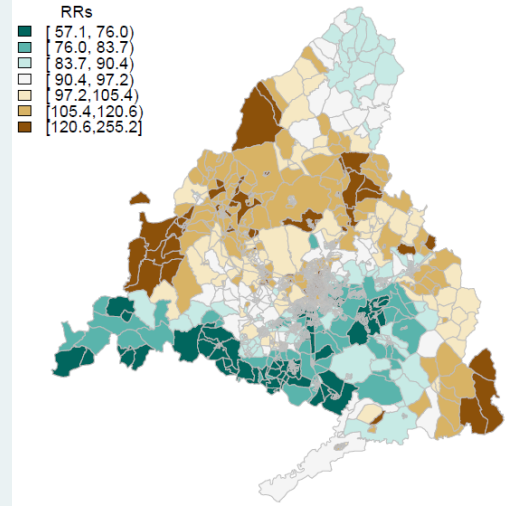 RRs
[ 57.1, 76.0)
[ 76.0, 83.7)
[ 83.7, 90.4)
[ 90.4, 97.2)
[ 97.2,105.4)
[105.4,120.6)
[120.6,255.2]